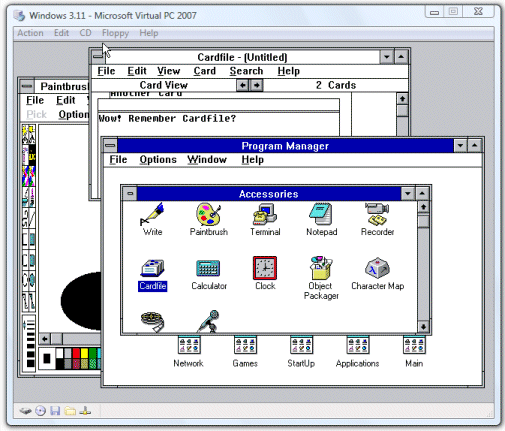 Windows 3.11 - Microsoft Virtual PC 2007
Action Edit CD Floppy Help
Cardfile - (Untitled)
File Edit View Card Search Help
Card View 2 Cards
Another Card
Wow! Remember Cardfile?
Paintbrush
File Edit
Pick Options
Program Manager
File Options Window Help
Accessories
Write Paintbrush Terminal Notepad Recorder
Cardfile Calculator Clock Object Packager Character Map
Network Games StartUp Applications Main